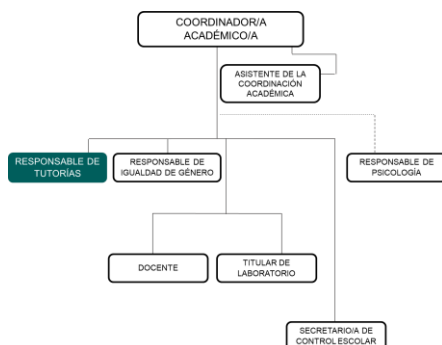 COORDINADOR/A
ACADÉMICO/A
ASISTENTE DE LA
COORDINACIÓN
ACADÉMICA
RESPONSABLE DE
TUTORÍAS
RESPONSABLE DE
IGUALDAD DE GÉNERO
RESPONSABLE DE
PSICOLOGÍA
DOCENTE
TITULAR DE
LABORATORIO
SECRETARIO/A DE
CONTROL ESCOLAR